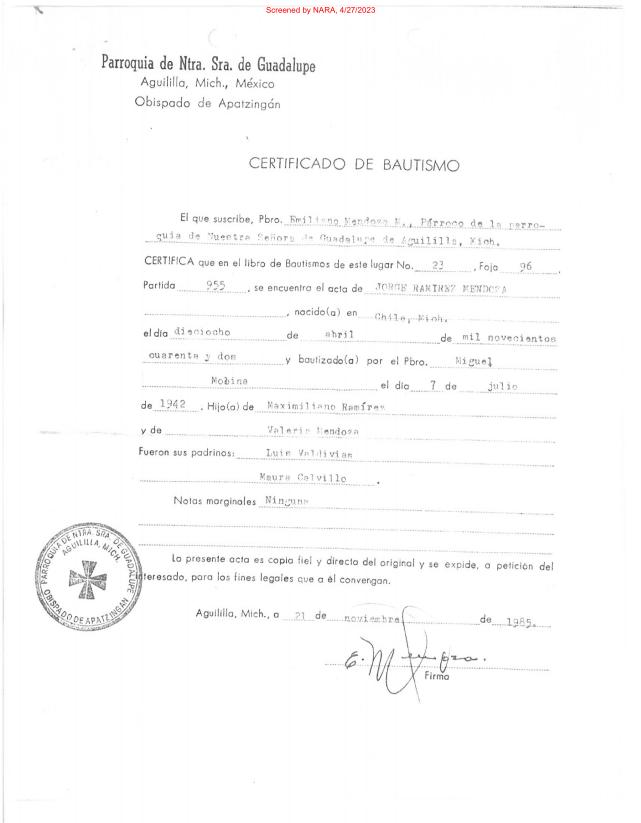 Screened by NARA, 4/27/2023
Parroquia de Ntra. Sra. de Guadalupe
Aguililla, Mich., México
Obispado de Apatzingán
CERTIFICADO DE BAUTISMO
El que suscribe, Pbro. Emiliano Mendoza M., Párroco de la parro-
quia de Nuestra Señora de Guadalupe de Aguililla, Mich.
CERTIFICA que en el libro de Bautismos de este lugar No. 23, Foja 96
Partida 955, se encuentra el acta de JORGE RAMIREZ MENDOZA
, nacido(a) en Chila, Mich.
el día dieciocho de abril de mil novecientos
cuarenta y dos y bautizado(a) por el Pbro. Miguel
Mobina el día 7 de julio
de 1942. Hijo(a) de Maximiliano Ramírez
y de Valeria Mendoza
Fueron sus padrinos: Luis Valdivias
Maura Calvillo.
Notas marginales Ninguna
La presente acta es copia fiel y directa del original y se expide, a petición del
interesado, para los fines legales que a él convengan.
PARROQUIA DE NTRA. SRA. DE GUADALUPE
AGUILILLA, MICH.
OBISPADO DE APATZINGÁN
Aguililla, Mich., a 21 de noviembre de 1985.
Firma